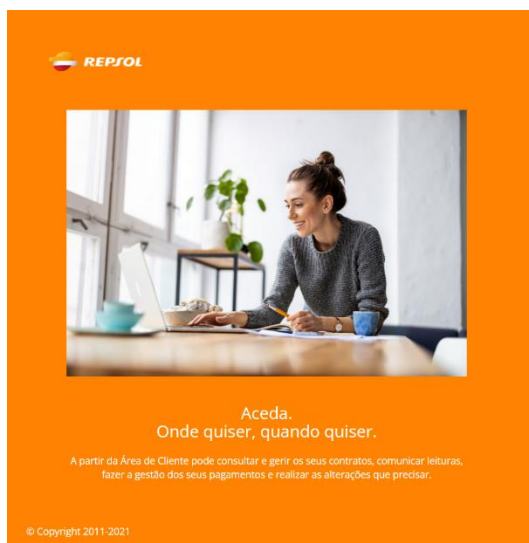 REPSOL
Aceda.
Onde quiser, quando quiser.
A partir da Área de Cliente pode consultar e gerir os seus contratos, comunicar leituras,
fazer a gestão dos seus pagamentos e realizar as alterações que precisar.
© Copyright 2011-2021